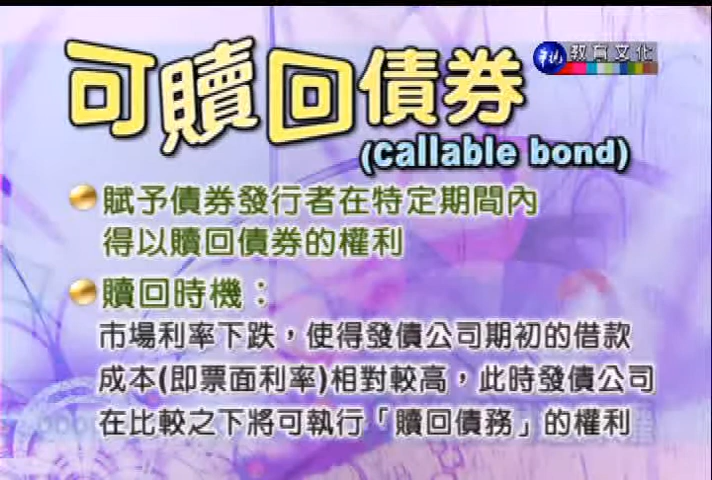 可贖回債券
華視 教育文化
(callable bond)
賦予債券發行者在特定期間內
得以贖回債券的權利
贖回時機：
市場利率下跌，使得發債公司期初的借款
成本(即票面利率)相對較高，此時發債公司
在比較之下將可執行「贖回債務」的權利